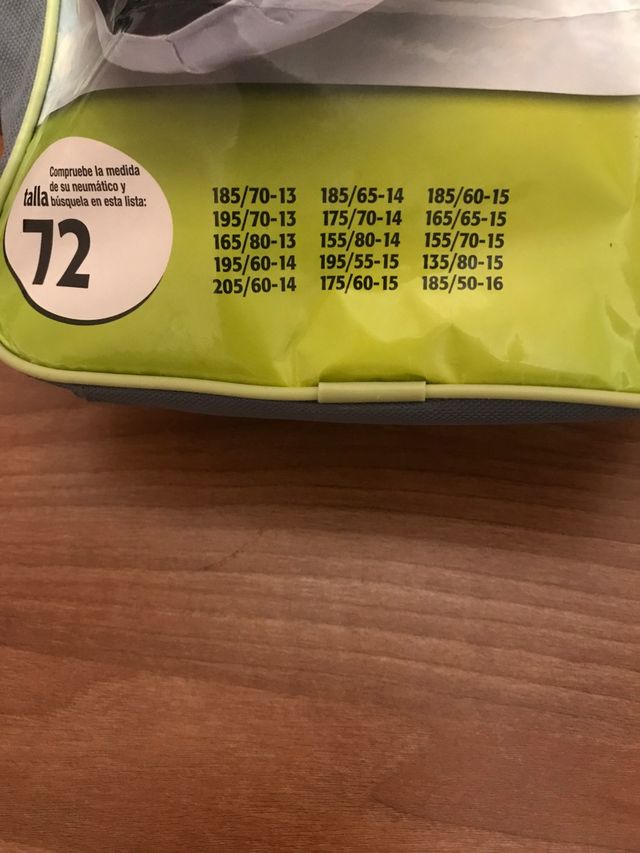 Compruebe la medida
de su neumático y
talla búsquela en esta lista:
72
185/70-13 185/65-14 185/60-15
195/70-13 175/70-14 165/65-15
165/80-13 155/80-14 155/70-15
195/60-14 195/55-15 135/80-15
205/60-14 175/60-15 185/50-16